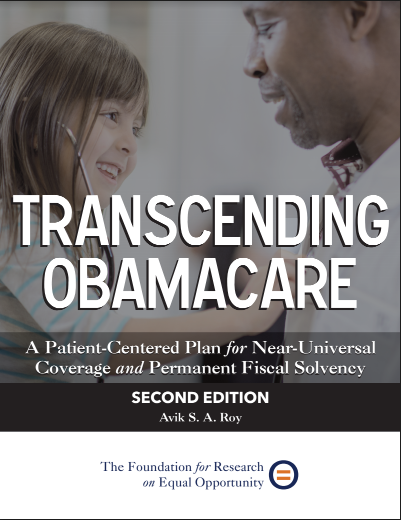 TRANSCENDING
OBAMACARE
A Patient-Centered Plan for Near-Universal
Coverage and Permanent Fiscal Solvency
SECOND EDITION
Avik S. A. Roy
The Foundation for Research
on Equal Opportunity